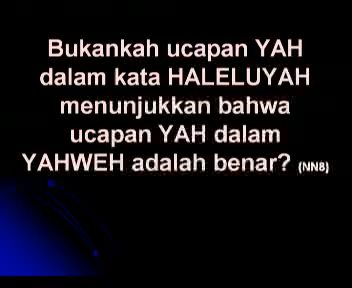 Bukankah ucapan YAH
dalam kata HALELUYAH
menunjukkan bahwa
ucapan YAH dalam
YAHWEH adalah benar? (NN8)